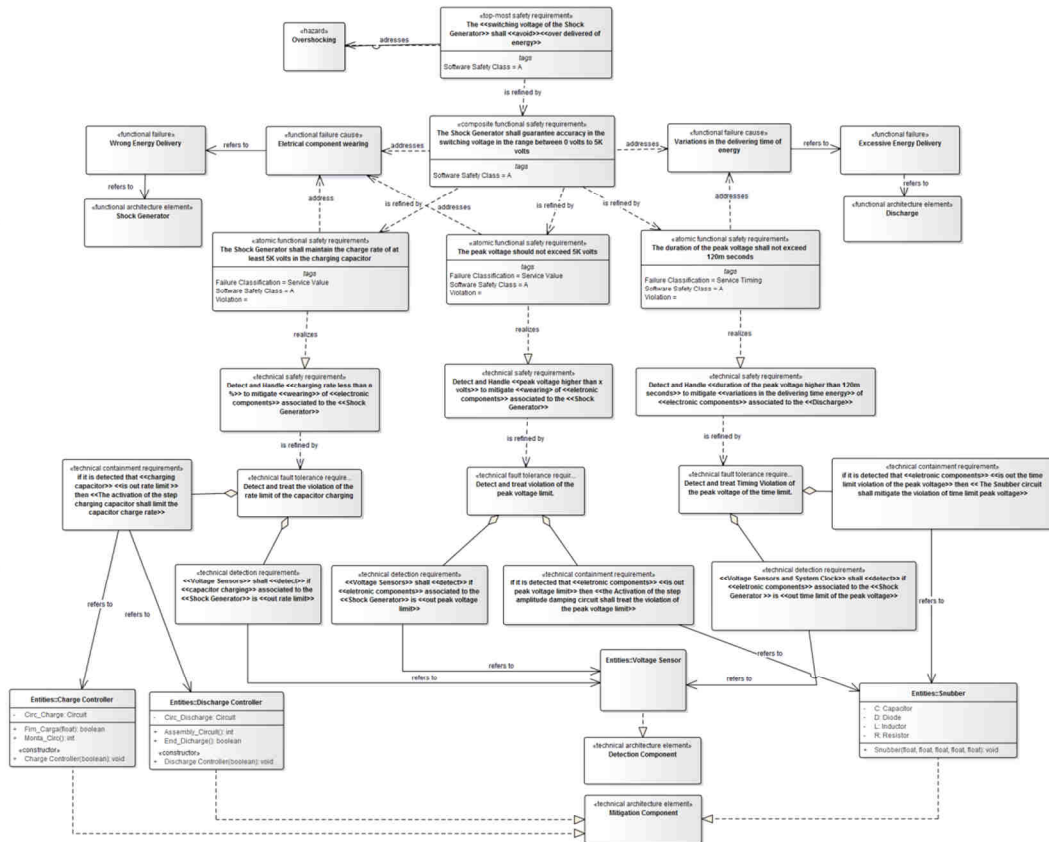 «top-most safety requirement»
The <<switching voltage of the Shock
Generator>> shall <<avoid>><<over delivered of
energy>>
tags
Software Safety Class = A
«hazard»
Overshocking
adresses
is refined by
«composite functional safety requirement»
The Shock Generator shall guarantee accuracy in the
switching voltage in the range between 0 volts to 5K
volts
tags
Software Safety Class = A
«functional failure»
Wrong Energy Delivery
refers to
«functional failure cause»
Eletrical component wearing
addresses
addresses
«functional failure cause»
Variations in the delivering time of
energy
refers to
«functional failure»
Excessive Energy Delivery
refers to
«functional architecture element»
Shock Generator
refers to
«functional architecture element»
Discharge
address
is refined by
addresses
is refined by
is refined by
addresses
«atomic functional safety requirement»
The Shock Generator shall maintain the charge rate of at
least 5K volts in the charging capacitor
tags
Failure Classification = Service Value
Software Safety Class = A
Violation =
«atomic functional safety requirement»
The peak voltage should not exceed 5K volts
tags
Failure Classification = Service Value
Software Safety Class = A
Violation =
«atomic functional safety requirement»
The duration of the peak voltage shall not exceed
120m seconds
tags
Failure Classification = Service Timing
Software Safety Class = A
Violation =
realizes
realizes
realizes
«technical safety requirement»
Detect and Handle <<charging rate less than n
%>> to mitigate <<wearing>> of <<eletronic
components>> associated to the <<Shock
Generator>>
«technical safety requirement»
Detect and Handle <<peak voltage higher than x
volts>> to mitigate <<wearing> of <<eletronic
components>> associated to the <<Shock
Generator>>
«technical safety requirement»
Detect and Handle <<duration of the peak voltage higher than 120m
seconds>> to mitigate <<variations in the delivering time energy>> of
<<eletronic components>> associated to the <<Discharge>>
is refined by
is refined by
is refined by
«technical containment requirement»
if it is detected that <<charging
capacitor>> <<is out rate limit >>
then <<The activation of the step
charging capacitor shall limit the
capacitor charge rate>>
«technical fault tolerance requir...
Detect and treat the violation of the
rate limit of the capacitor charging
«technical fault tolerance require...
Detect and treat violation of the
peak voltage limit.
«technical fault tolerance requir...
Detect and treat Timing Violation of
the peak voltage of the time limit.
«technical containment requirement»
if it is detected that <<eletronic components>> <<is out the time
limit violation of the peak voltage>> then << The Snubber circuit
shall mitigate the violation of time limit peak voltage>>
«technical detection requirement»
<<Voltage Sensors>> shall <<detect>> if
<<capacitor charging>> associated to the
<<Shock Generator>> is <<out rate limit>>
«technical detection requirement»
<<Voltage Sensors>> shall <<detect>> if
<<eletronic components>> associated to the
<<Shock Generator>> is <<out peak voltage
limit>>
«technical containment requirement»
if it is detected that <<eletronic components>> <<is out
peak voltage limit>> then <<the Activation of the step
amplitude damping circuit shall treat the violation of
the peak voltage limit>>
«technical detection requirement»
<<Voltage Sensors and System Clock>> shall <<detect>> if
<<eletronic components>> associated to the <<Shock
Generator >> is <<out time limit of the peak voltage>>
refers to
refers to
refers to
refers to
refers to
refers to
refers to
Entities::Voltage Sensor
Entities::Charge Controller
- Circ_Charge: Circuit
+ Fim_Carga(float): boolean
+ Monta_Circ(): int
«constructor»
+ Charge Controller(boolean): void
Entities::Discharge Controller
- Circ_Discharge: Circuit
+ Assembly_Circuit(): int
+ End_Dicharge(): boolean
«constructor»
+ Discharge Controller(boolean): void
Entities::Snubber
- C: Capacitor
- D: Diode
- L: Inductor
- R: Resistor
+ Snubber(float, float, float, float, float): void
«technical architecture element»
Detection Component
«technical architecture element»
Mitigation Component